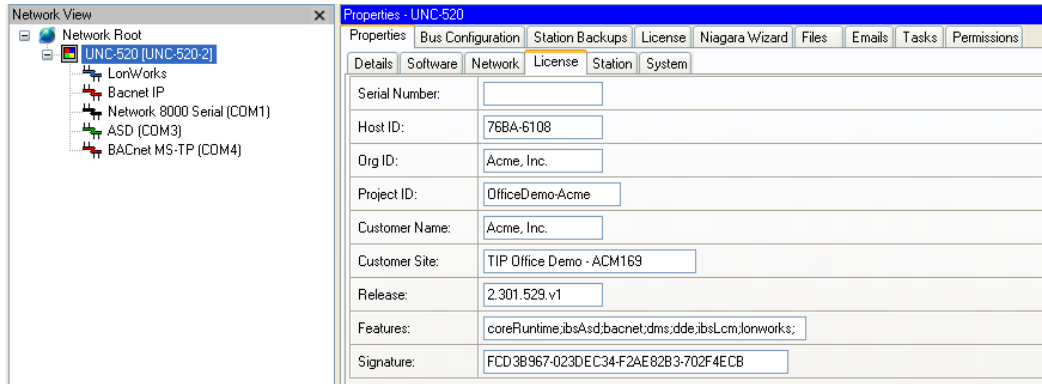 Network View
Network Root
UNC-520 [UNC-520-2]
LonWorks
Bacnet IP
Network 8000 Serial (COM1)
ASD (COM3)
BACnet MS-TP (COM4)
Properties - UNC-520
Properties Bus Configuration Station Backups License Niagara Wizard Files Emails Tasks Permissions
Details Software Network License Station System
Serial Number:
Host ID: 76BA-6108
Org ID: Acme, Inc.
Project ID: OfficeDemo-Acme
Customer Name: Acme, Inc.
Customer Site: TIP Office Demo - ACM169
Release: 2.301.529.v1
Features: coreRuntime;ibsAsd;bacnet;dms;dde;ibsLcm;lonworks;
Signature: FCD3B967-023DEC34-F2AE82B3-702F4ECB